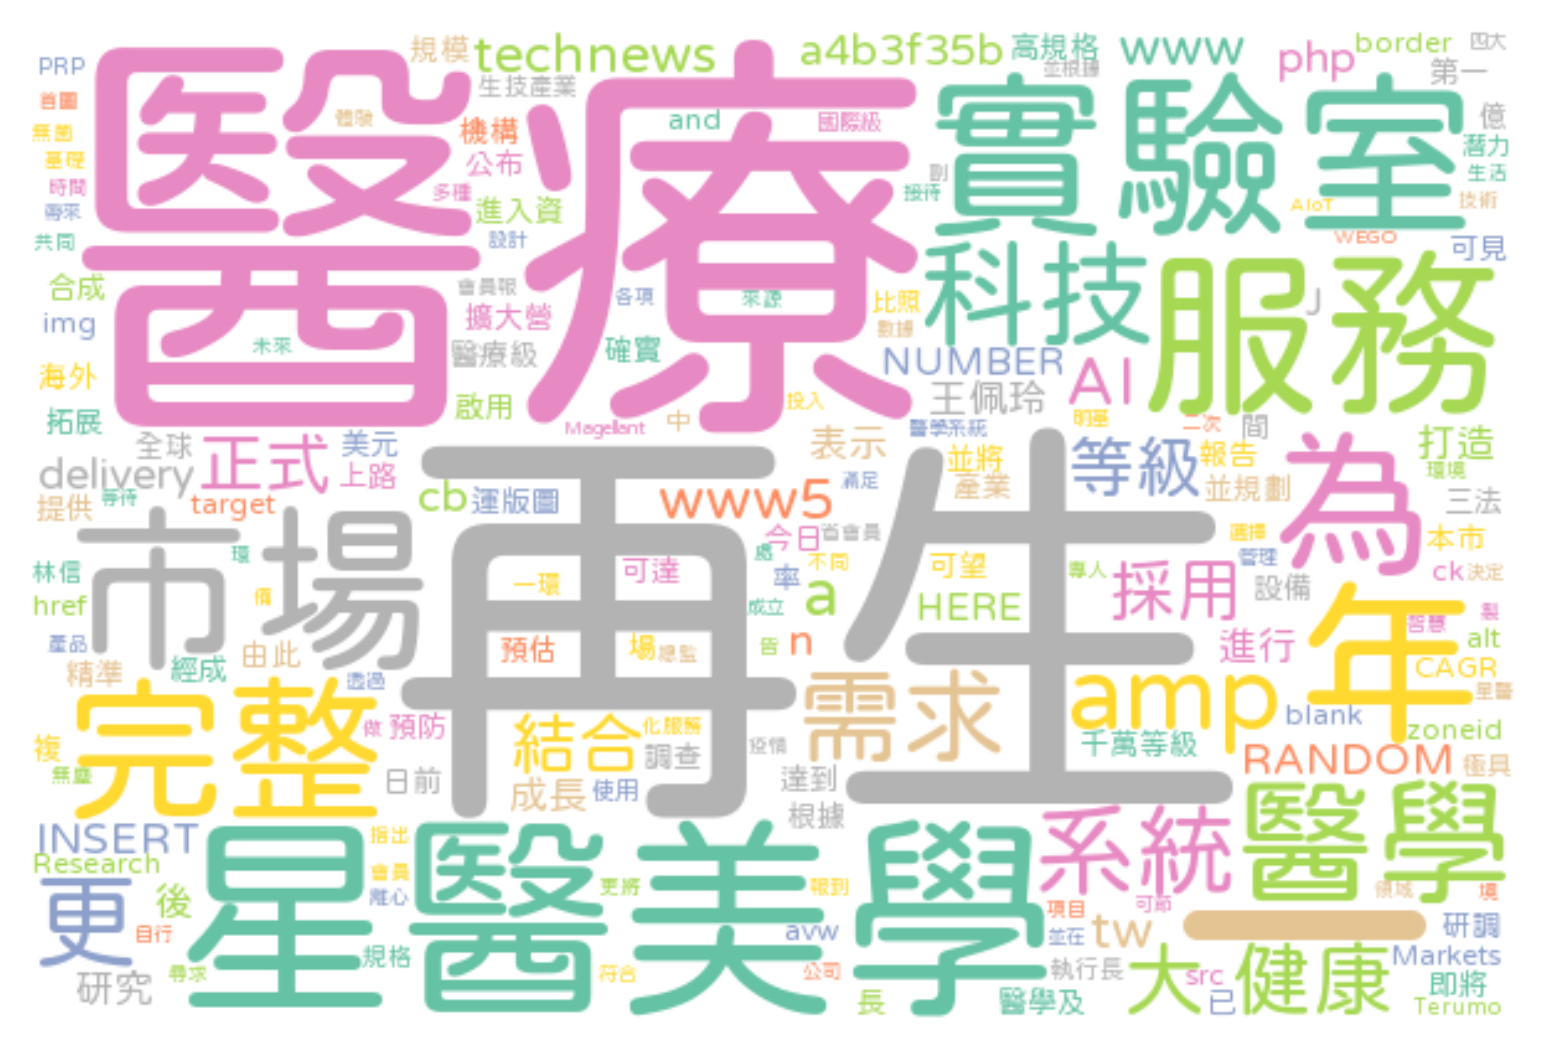 PRP
規模
technews
a4b3f35b
高規格
www
php
border
四大
首圖
生技產業
並根據
第一
無菌
醫療
體驗
機構
and
國際級
實驗室
億
基礎
公布
潛力
時間
多種
進入資
副
接待
生活
帶來
AIoT
技術
共同
設計
科技
WEGO
可見
合成
會員報
擴大營
各項
來源
比照
數據
服務
J
img
未來
醫療級
確實
NUMBER
海外
AI
王佩玲
啟用
投入
拓展
Magellant
中
醫學系統
明基
二次
間
全球
正式
美元
表示
並將
等級
報告
為
打造
環境
delivery
上路
產業
並規劃
提供
等待
target
cb
運版圖
www5
滿足
三法
市場
再生
今日
省會員
選擇
本市
環
處
不同
管理
林信
可達
率
可望
專人
ck
決定
href
價
一環
成立
a
HERE
採用
設備
年
製
智慧
產品
由此
預估
場
總監
皆
n
進行
alt
精準
經成
透過
CAGR
星醫
完整
需求
amp
blank
zoneid
複
做
預防
結合
化服務
調查
疫情
千萬等級
RANDOM
極具
無塵
日前
成長
使用
達到
根據
INSERT
星醫美學
指出
系統
醫學
Research
會員
更將
報到
更
後
離心
項目
可節
領域
境
自行
avw
並在
tw
一
研調
規格
研究
尋求
符合
公司
執行長
大健康
src
Markets
長
醫學及
已
即將
Terumo